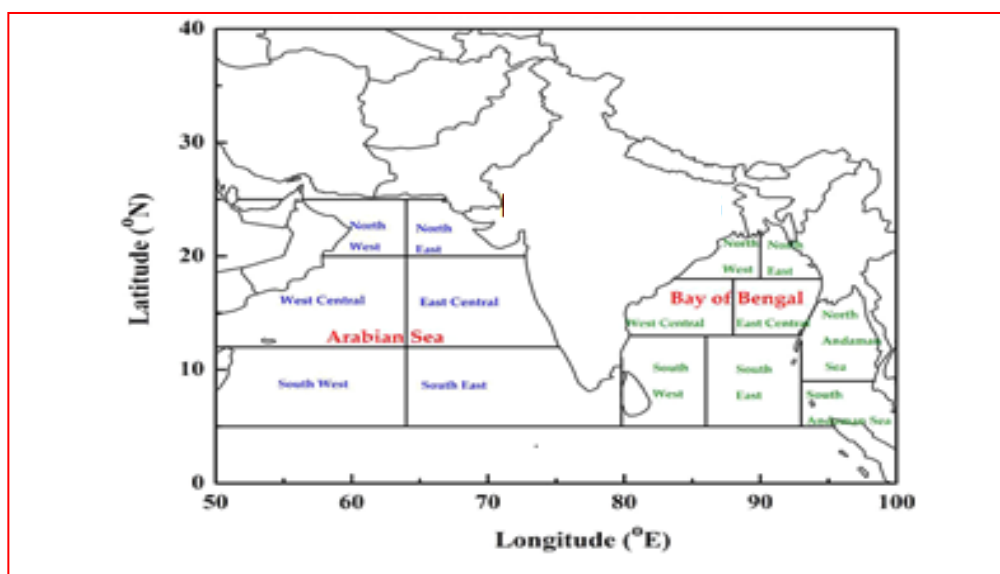 40
30
20
10
0
Latitude (⁰N)
North
West
North
East
West Central
East Central
Arabian Sea
South West
South East
North
West
North
East
Bay of Bengal
West Central
East Central
North
Andaman
Sea
South
West
South
East
South
Andaman Sea
50
60
70
80
90
100
Longitude (⁰E)